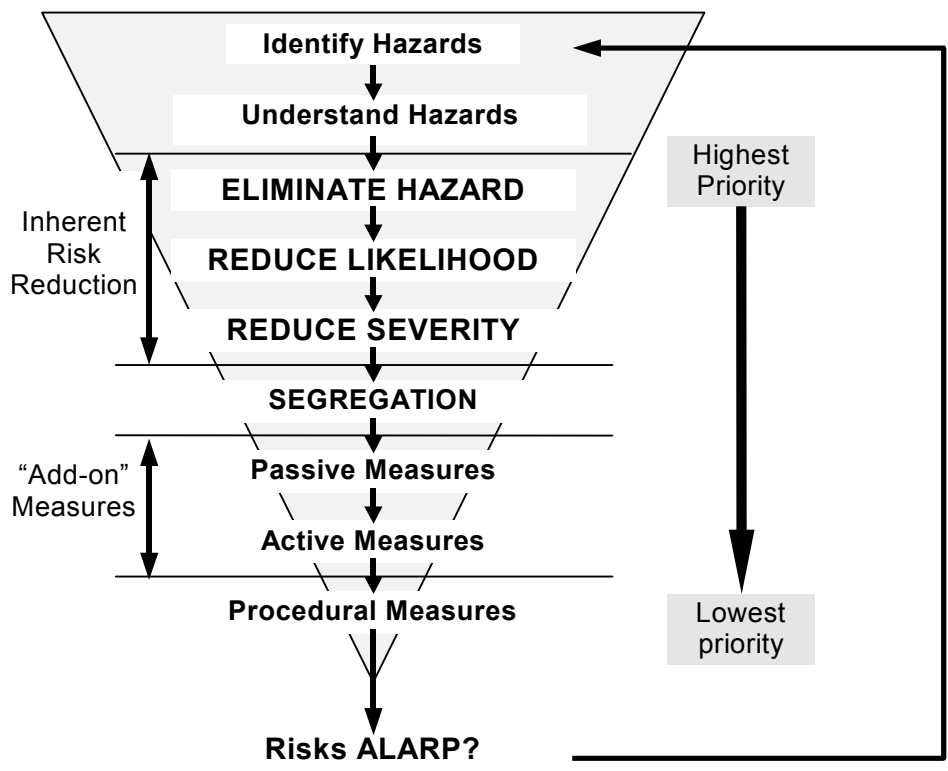 Identify Hazards
Understand Hazards
Highest
Priority
ELIMINATE HAZARD
Inherent
Risk
Reduction
REDUCE LIKELIHOOD
REDUCE SEVERITY
SEGREGATION
“Add-on”
Measures
Passive Measures
Active Measures
Procedural Measures
Lowest
priority
Risks ALARP?